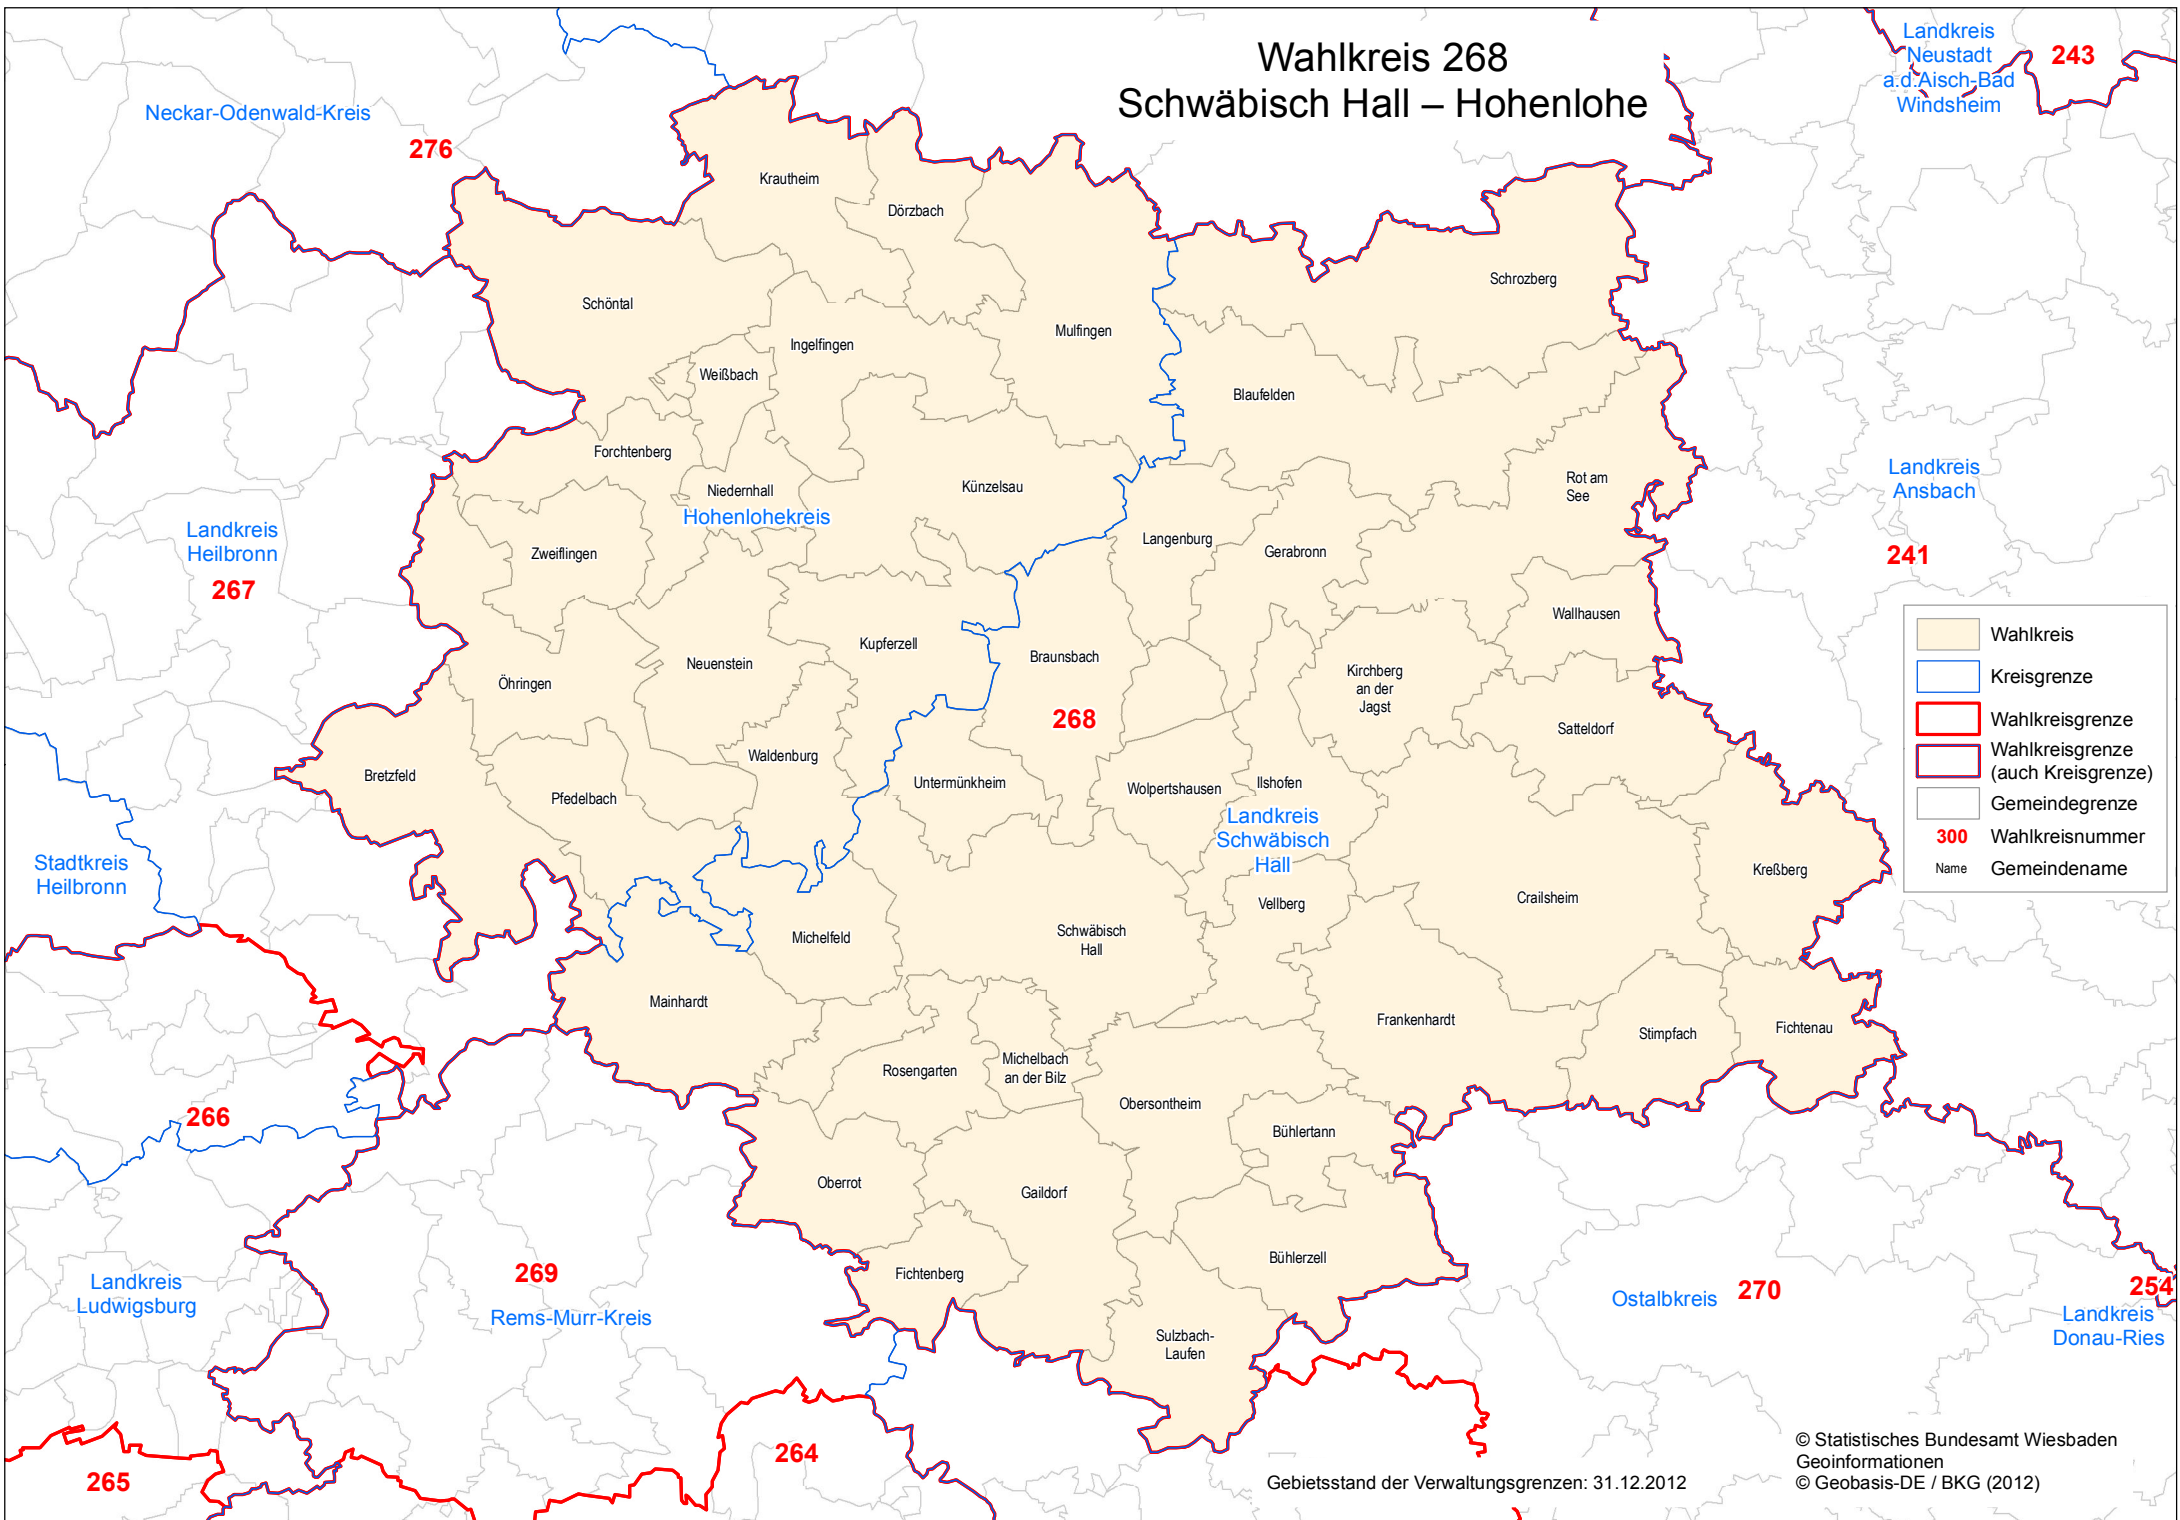 Wahlkreis 268
Schwäbisch Hall – Hohenlohe
Landkreis
Neustadt
a.d.Aisch-Bad
Windsheim
243
Neckar-Odenwald-Kreis
276
Krautheim
Dörzbach
Schöntal
Schrozberg
Mulfingen
Ingelfingen
Weißbach
Blaufelden
Forchtenberg
Niedernhall
Künzelsau
Hohenlohekreis
Rot am
See
Landkreis
Ansbach
241
Landkreis
Heilbronn
267
Zweiflingen
Langenburg
Gerabronn
Wallhausen
Kupferzell
Braunsbach
268
Neuenstein
Öhringen
Kirchberg
an der
Jagst
Satteldorf
Waldenburg
Bretzfeld
Pfedelbach
Untermünkheim
Wolpertshausen
Ilshofen
Landkreis
Schwäbisch
Hall
Wahlkreis
Kreisgrenze
Wahlkreisgrenze
Wahlkreisgrenze
(auch Kreisgrenze)
Gemeindegrenze
300 Wahlkreisnummer
Name Gemeindename
Stadtkreis
Heilbronn
Kreßberg
Crailsheim
Vellberg
Michelfeld
Schwäbisch
Hall
Mainhardt
Frankenhardt
Stimpfach
Fichtenau
Rosengarten
Michelbach
an der Bilz
Obersontheim
Bühlertann
266
Oberrot
Gaildorf
Bühlerzell
Fichtenberg
Sulzbach-
Laufen
Landkreis
Ludwigsburg
269
Rems-Murr-Kreis
Ostalbkreis 270
254
Landkreis
Donau-Ries
265
264
Gebietsstand der Verwaltungsgrenzen: 31.12.2012
© Statistisches Bundesamt Wiesbaden
Geoinformationen
© Geobasis-DE / BKG (2012)